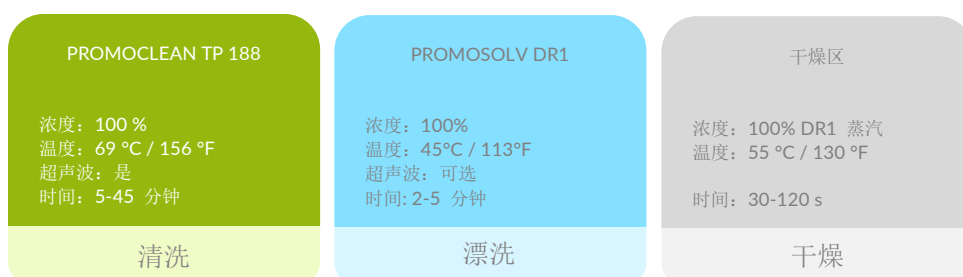 PROMOCLEAN TP 188
浓度：100 %
温度：69 °C / 156 °F
超声波：是
时间：5-45 分钟
清洗
PROMOSOLV DR1
浓度：100%
温度：45°C / 113°F
超声波：可选
时间: 2-5 分钟
漂洗
干燥区
浓度：100% DR1 蒸汽
温度：55 °C / 130 °F
时间：30-120 s
干燥